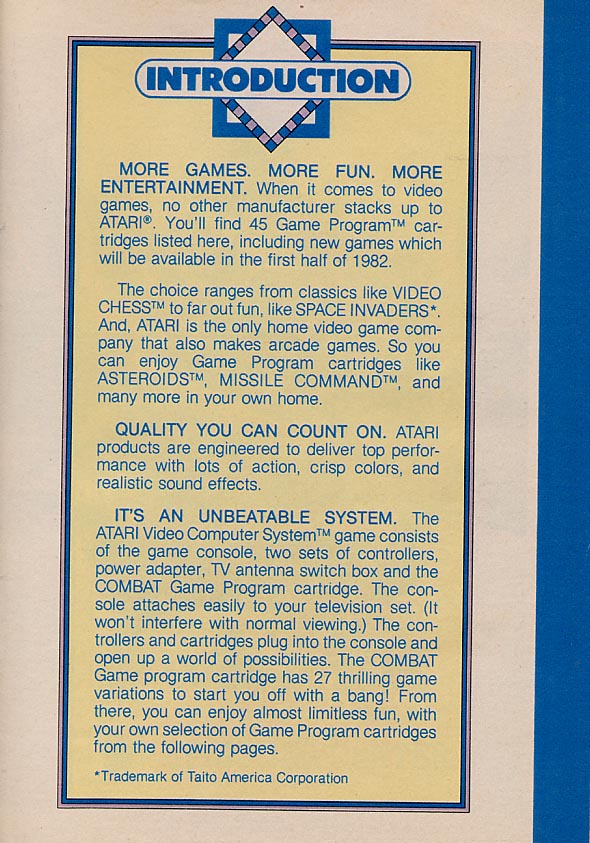 INTRODUCTION
MORE GAMES. MORE FUN. MORE
ENTERTAINMENT. When it comes to video
games, no other manufacturer stacks up to
ATARI®. You'll find 45 Game Program™ car-
tridges listed here, including new games which
will be available in the first half of 1982.
The choice ranges from classics like VIDEO
CHESS™ to far out fun, like SPACE INVADERS*.
And, ATARI is the only home video game com-
pany that also makes arcade games. So you
can enjoy Game Program cartridges like
ASTEROIDS™, MISSILE COMMAND™, and
many more in your own home.
QUALITY YOU CAN COUNT ON. ATARI
products are engineered to deliver top perfor-
mance with lots of action, crisp colors, and
realistic sound effects.
IT'S AN UNBEATABLE SYSTEM. The
ATARI Video Computer System™ game consists
of the game console, two sets of controllers,
power adapter, TV antenna switch box and the
COMBAT Game Program cartridge. The con-
sole attaches easily to your television set. (It
won't interfere with normal viewing.) The con-
trollers and cartridges plug into the console and
open up a world of possibilities. The COMBAT
Game program cartridge has 27 thrilling game
variations to start you off with a bang! From
there, you can enjoy almost limitless fun, with
your own selection of Game Program cartridges
from the following pages.
*Trademark of Taito America Corporation